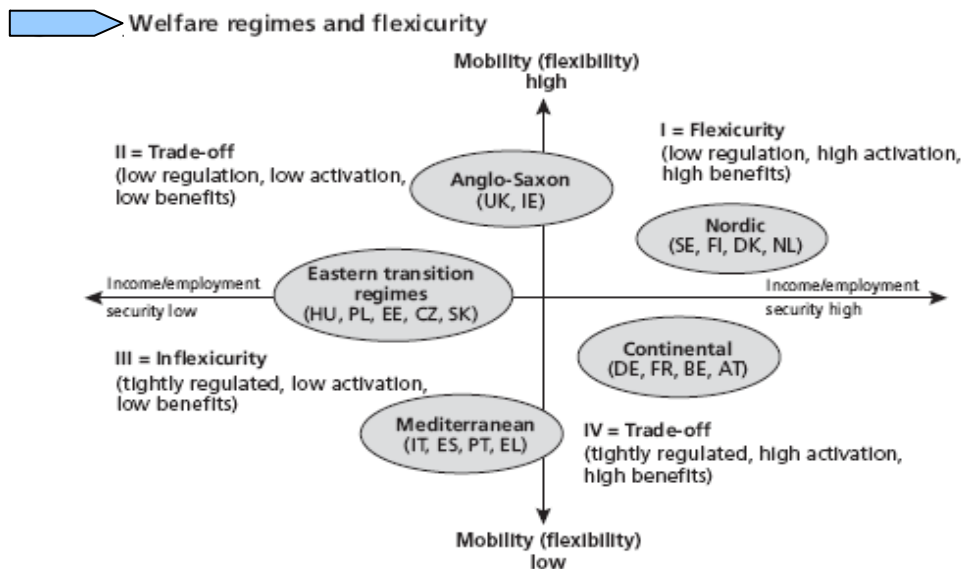 Welfare regimes and flexicurity
Mobility (flexibility)
high
I = Flexicurity
(low regulation, high activation,
high benefits)
II = Trade-off
(low regulation, low activation,
low benefits)
Anglo-Saxon
(UK, IE)
Nordic
(SE, FI, DK, NL)
Eastern transition
regimes
(HU, PL, EE, CZ, SK)
Income/employment
security low
Income/employment
security high
Continental
(DE, FR, BE, AT)
III = Inflexicurity
(tightly regulated, low activation,
low benefits)
Mediterranean
(IT, ES, PT, EL)
IV = Trade-off
(tightly regulated, high activation,
high benefits)
Mobility (flexibility)
low